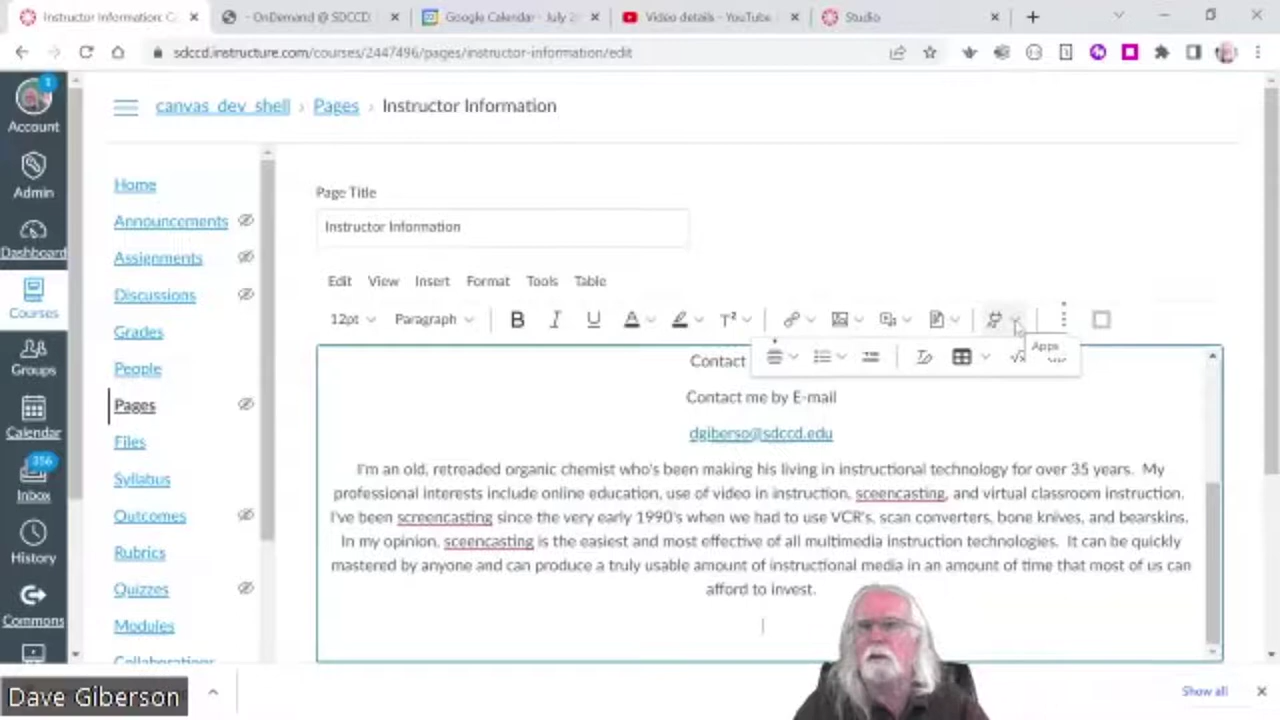 Instructor Information: C
- OnDemand @ SDCCD
Google Calendar - July 2
Video details - YouTube
Studio
sdccd.instructure.com/courses/2447496/pages/instructor-information/edit
1
Account
Admin
Dashboard
Courses
Groups
Calendar
356
Inbox
History
Commons
canvas_dev_shell › Pages › Instructor Information
Home
Announcements
Assignments
Discussions
Grades
People
Pages
Files
Syllabus
Outcomes
Rubrics
Quizzes
Modules
Collaborations
Page Title
Instructor Information
Edit View Insert Format Tools Table
12pt Paragraph B I U A T²
Apps
Contact
Contact me by E-mail
dgiberso@sdccd.edu
I'm an old, retreaded organic chemist who's been making his living in instructional technology for over 35 years. My
professional interests include online education, use of video in instruction, sceencasting, and virtual classroom instruction.
I've been screencasting since the very early 1990's when we had to use VCR's, scan converters, bone knives, and bearskins.
In my opinion, sceencasting is the easiest and most effective of all multimedia instruction technologies. It can be quickly
mastered by anyone and can produce a truly usable amount of instructional media in an amount of time that most of us can
afford to invest.
Dave Giberson
Show all